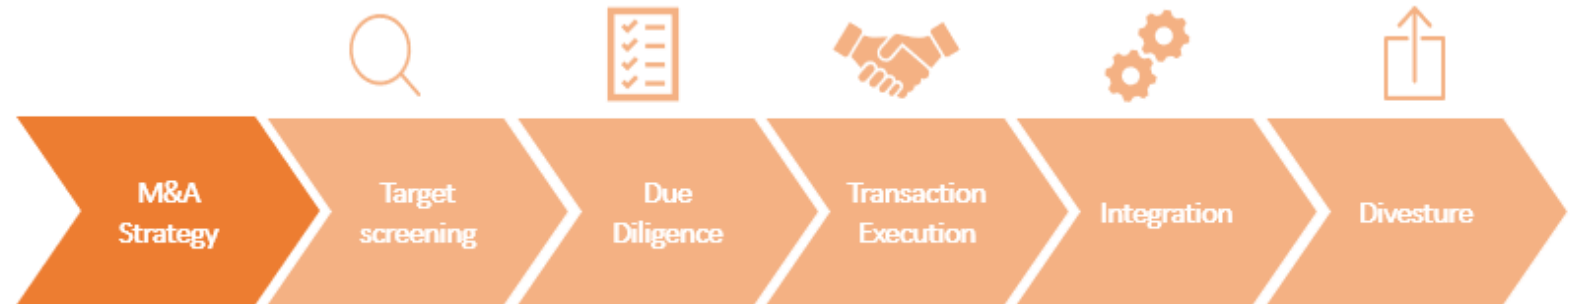 M&A
Strategy
Target
screening
Due
Diligence
Transaction
Execution
Integration
Divesture